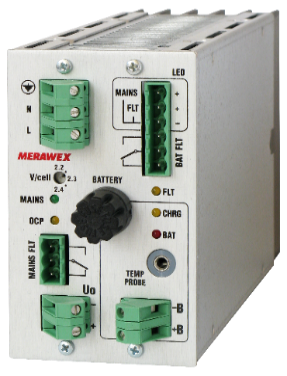 LED
MAINS
FLT
+
-
+
N
L
BAT FLT
MERAWEX
2.2
V/cell
2.3
2.4
BATTERY
MAINS
FLT
OCP
CHRG
BAT
MAINS FLT
TEMP
PROBE
Uo
-
+
-B
+B